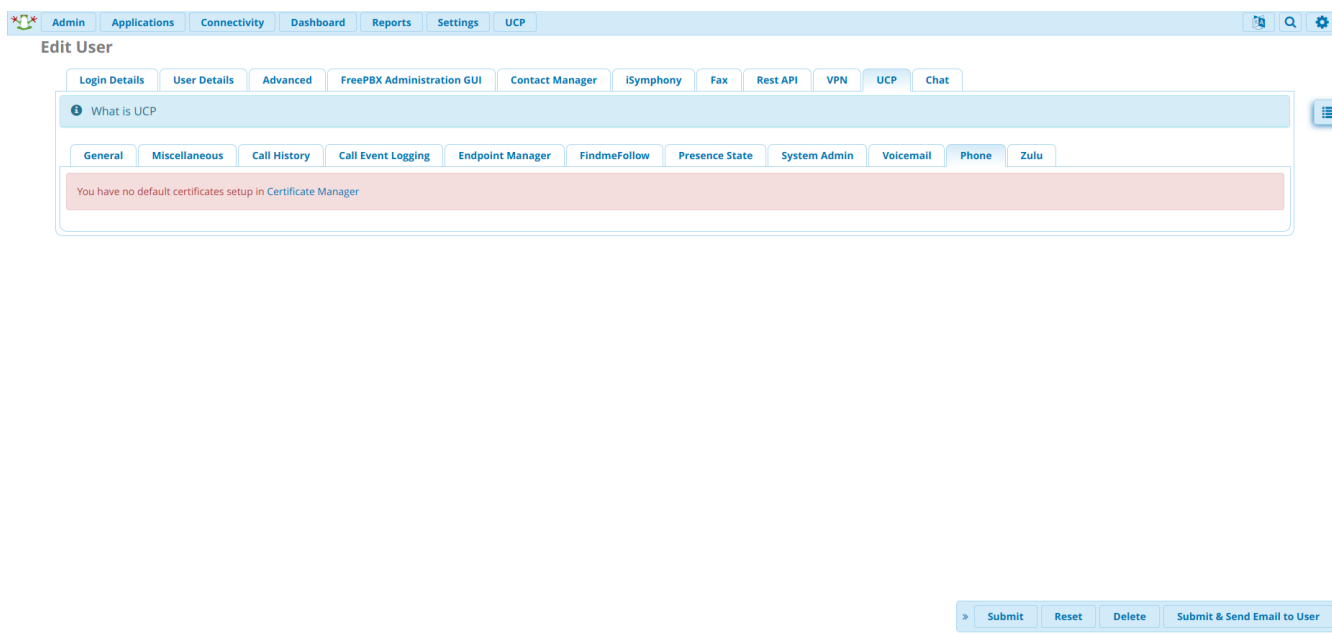 Admin Applications Connectivity Dashboard Reports Settings UCP
Edit User
Login Details User Details Advanced FreePBX Administration GUI Contact Manager iSymphony Fax Rest API VPN UCP Chat
What is UCP
General Miscellaneous Call History Call Event Logging Endpoint Manager FindmeFollow Presence State System Admin Voicemail Phone Zulu
You have no default certificates setup in Certificate Manager
» Submit Reset Delete Submit & Send Email to User